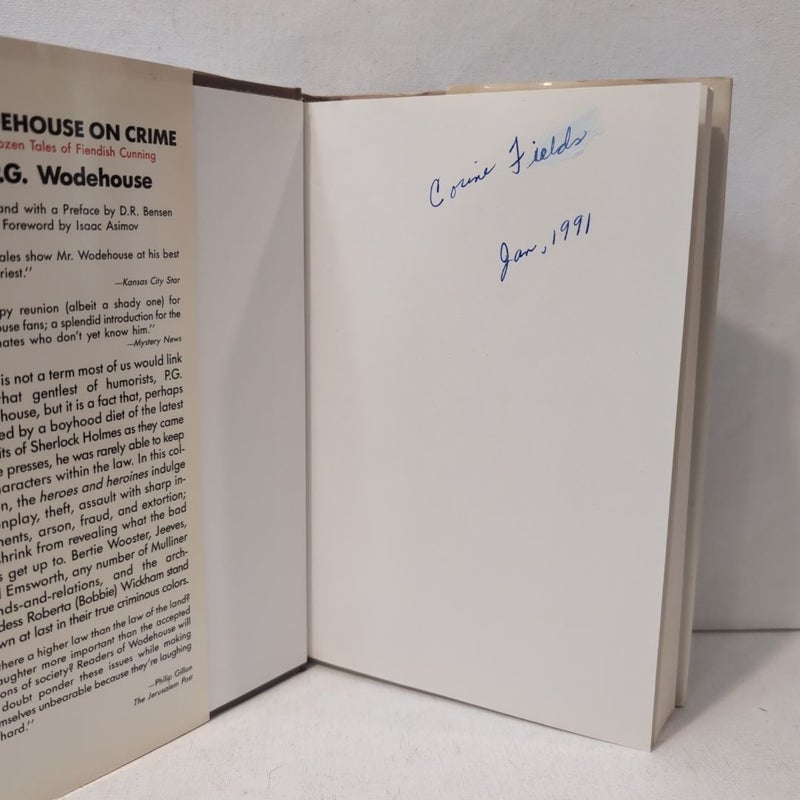 EHOUSE ON CRIME
ozen Tales of Fiendish Cunning
P.G. Wodehouse
and with a Preface by D.R. Bensen
Foreword by Isaac Asimov
ales show Mr. Wodehouse at his best
riest."
—Kansas City Star
py reunion (albeit a shady one) for
ouse fans; a splendid introduction for the
nates who don't yet know him."
—Mystery News
is not a term most of us would link
that gentlest of humorists, P.G.
house, but it is a fact that, perhaps
ed by a boyhood diet of the latest
its of Sherlock Holmes as they came
e presses, he was rarely able to keep
aracters within the law. In this col-
n, the heroes and heroines indulge
nplay, theft, assault with sharp in-
ments, arson, fraud, and extortion;
hrink from revealing what the bad
s get up to. Bertie Wooster, Jeeves,
l Emsworth, any number of Mulliner
nds-and-relations, and the arch-
dess Roberta (Bobbie) Wickham stand
wn at last in their true criminous colors.
here a higher law than the law of the land?
aughter more important than the accepted
ons of society? Readers of Wodehouse will
doubt ponder these issues while making
mselves unbearable because they're laughing
hard."
—Philip Gillon
The Jerusalem Post
Corine Fields
Jan, 1991